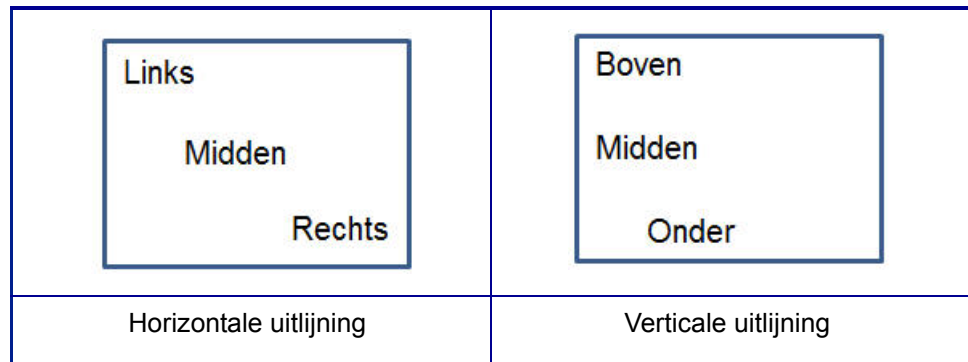 Links
Midden
Rechts
Boven
Midden
Onder
Horizontale uitlijning
Verticale uitlijning